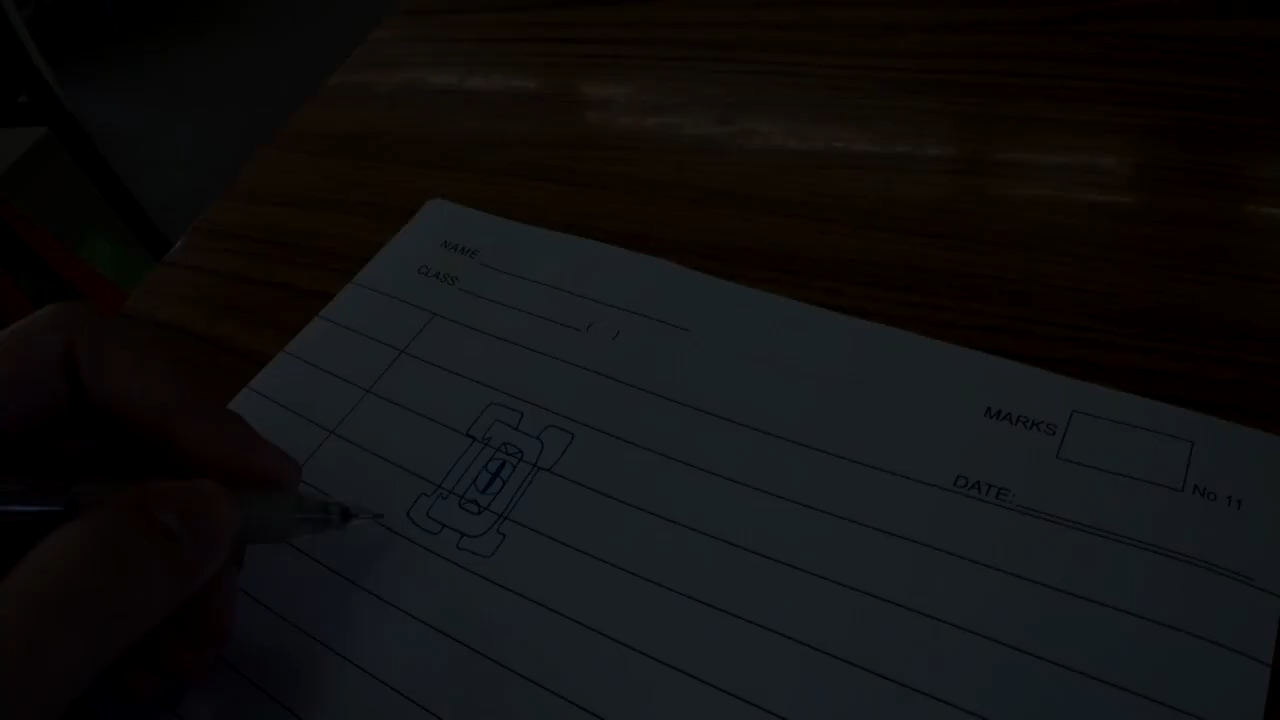 NAME
CLASS: ( )
MARKS
No 11
DATE: